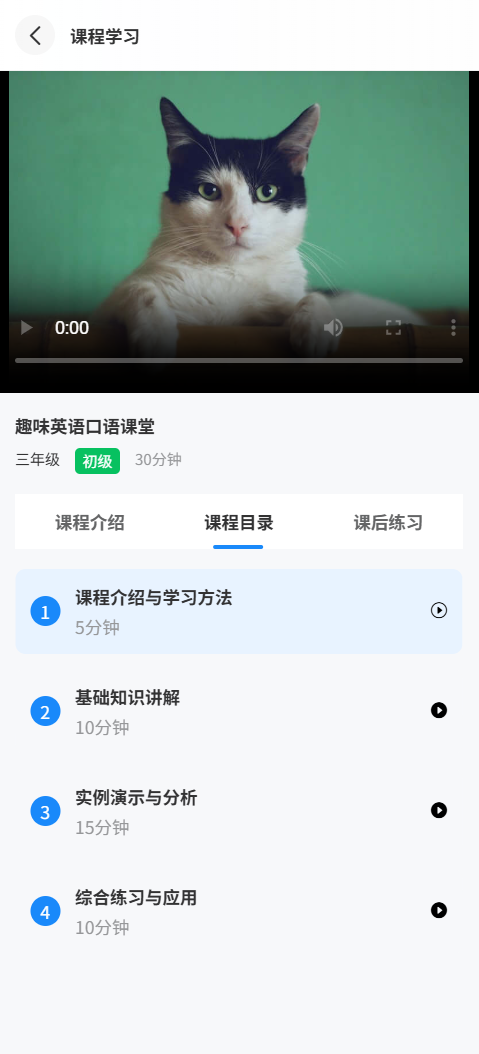 课程学习
0:00
趣味英语口语课堂
三年级 初级 30分钟
课程介绍 课程目录 课后练习
1 课程介绍与学习方法
5分钟
2 基础知识讲解
10分钟
3 实例演示与分析
15分钟
4 综合练习与应用
10分钟